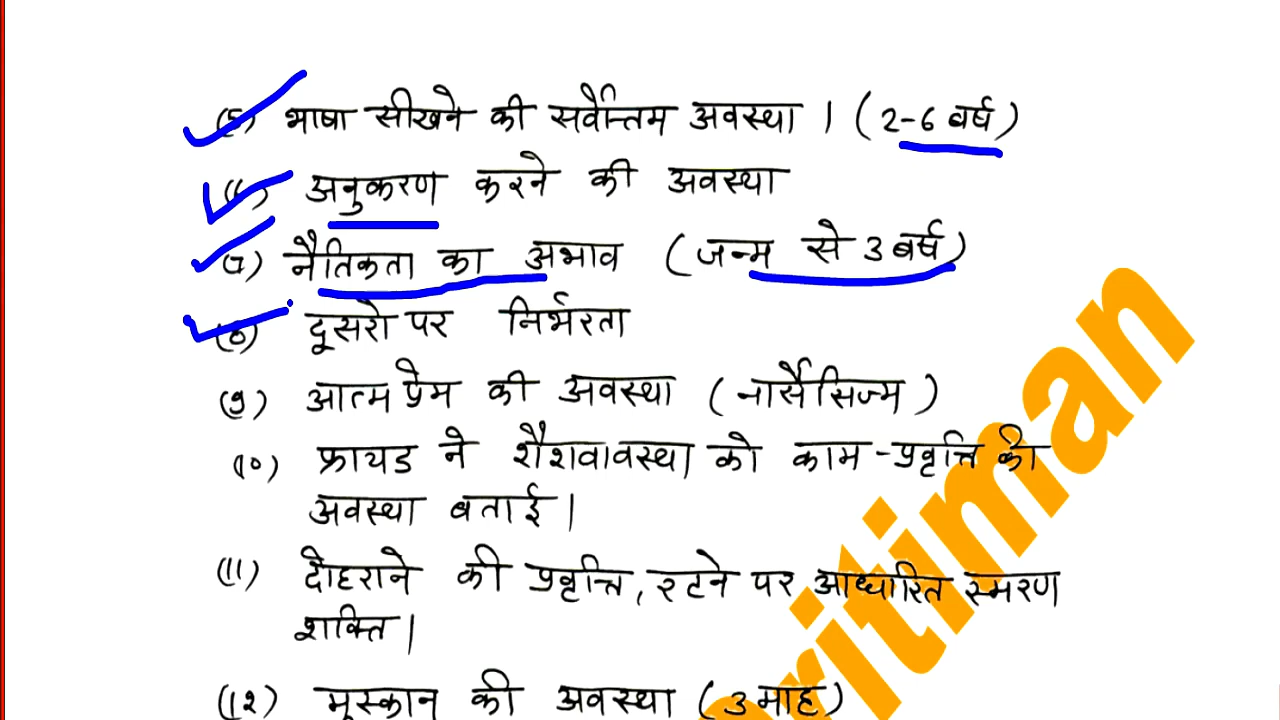 (5) भाषा सीखने की सर्वोत्तम अवस्था । (2-6 वर्ष)
(6) अनुकरण करने की अवस्था
(7) नैतिकता का अभाव (जन्म से 3 वर्ष)
(8) दूसरो पर निर्भरता
(9) आत्म प्रेम की अवस्था (नार्सेसिज्म)
(10) फ्रायड ने शैशवावस्था को काम-प्रवृत्ति की
अवस्था बताई।
(11) दोहराने की प्रवृत्ति, रटने पर आधारित स्मरण
शक्ति।
(12) मुस्कान की अवस्था (3 माह)
ritiman